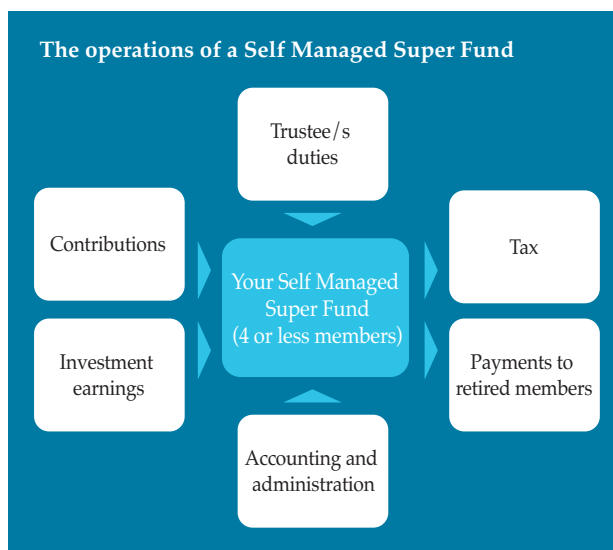 The operations of a Self Managed Super Fund
Trustee/s
duties
Contributions
Tax
Your Self Managed
Super Fund
(4 or less members)
Investment
earnings
Payments to
retired members
Accounting and
administration